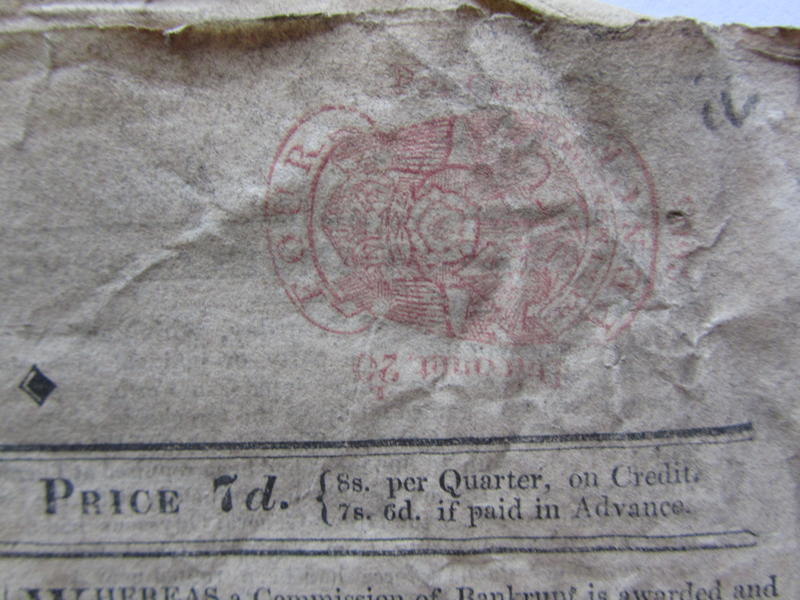 FOUR
PRICE 7d. { 8s. per Quarter, on Credit.
7s. 6d. if paid in Advance.
WHEREAS a Commission of Bankrupt is awarded and